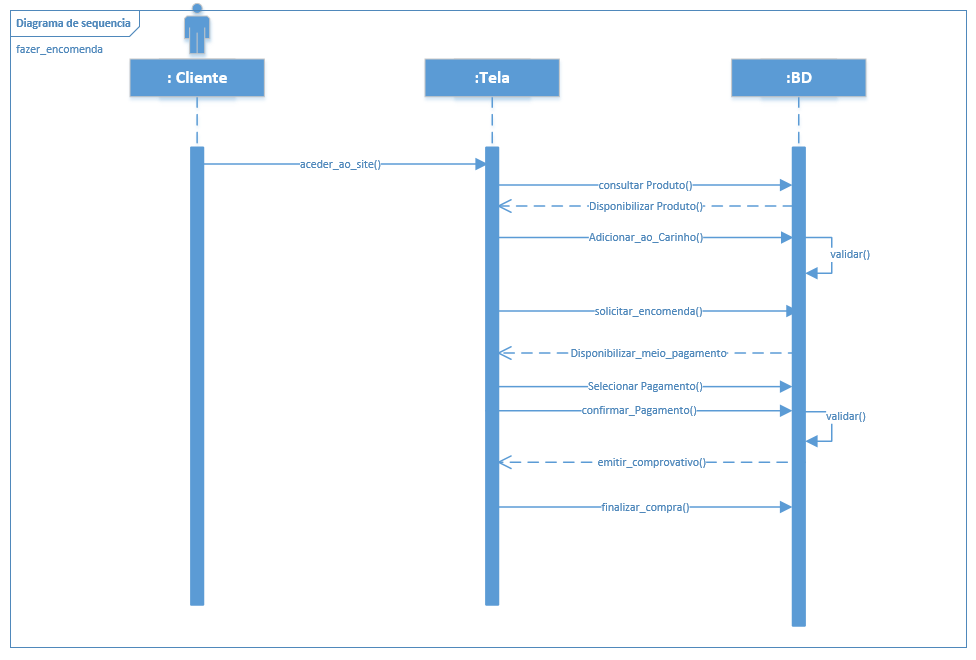 Diagrama de sequencia
fazer_encomenda
: Cliente
:Tela
:BD
aceder_ao_site()
consultar Produto()
Disponibilizar Produto()
Adicionar_ao_Carinho()
validar()
solicitar_encomenda()
Disponibilizar_meio_pagamento
Selecionar Pagamento()
confirmar_Pagamento()
validar()
emitir_comprovativo()
finalizar_compra()